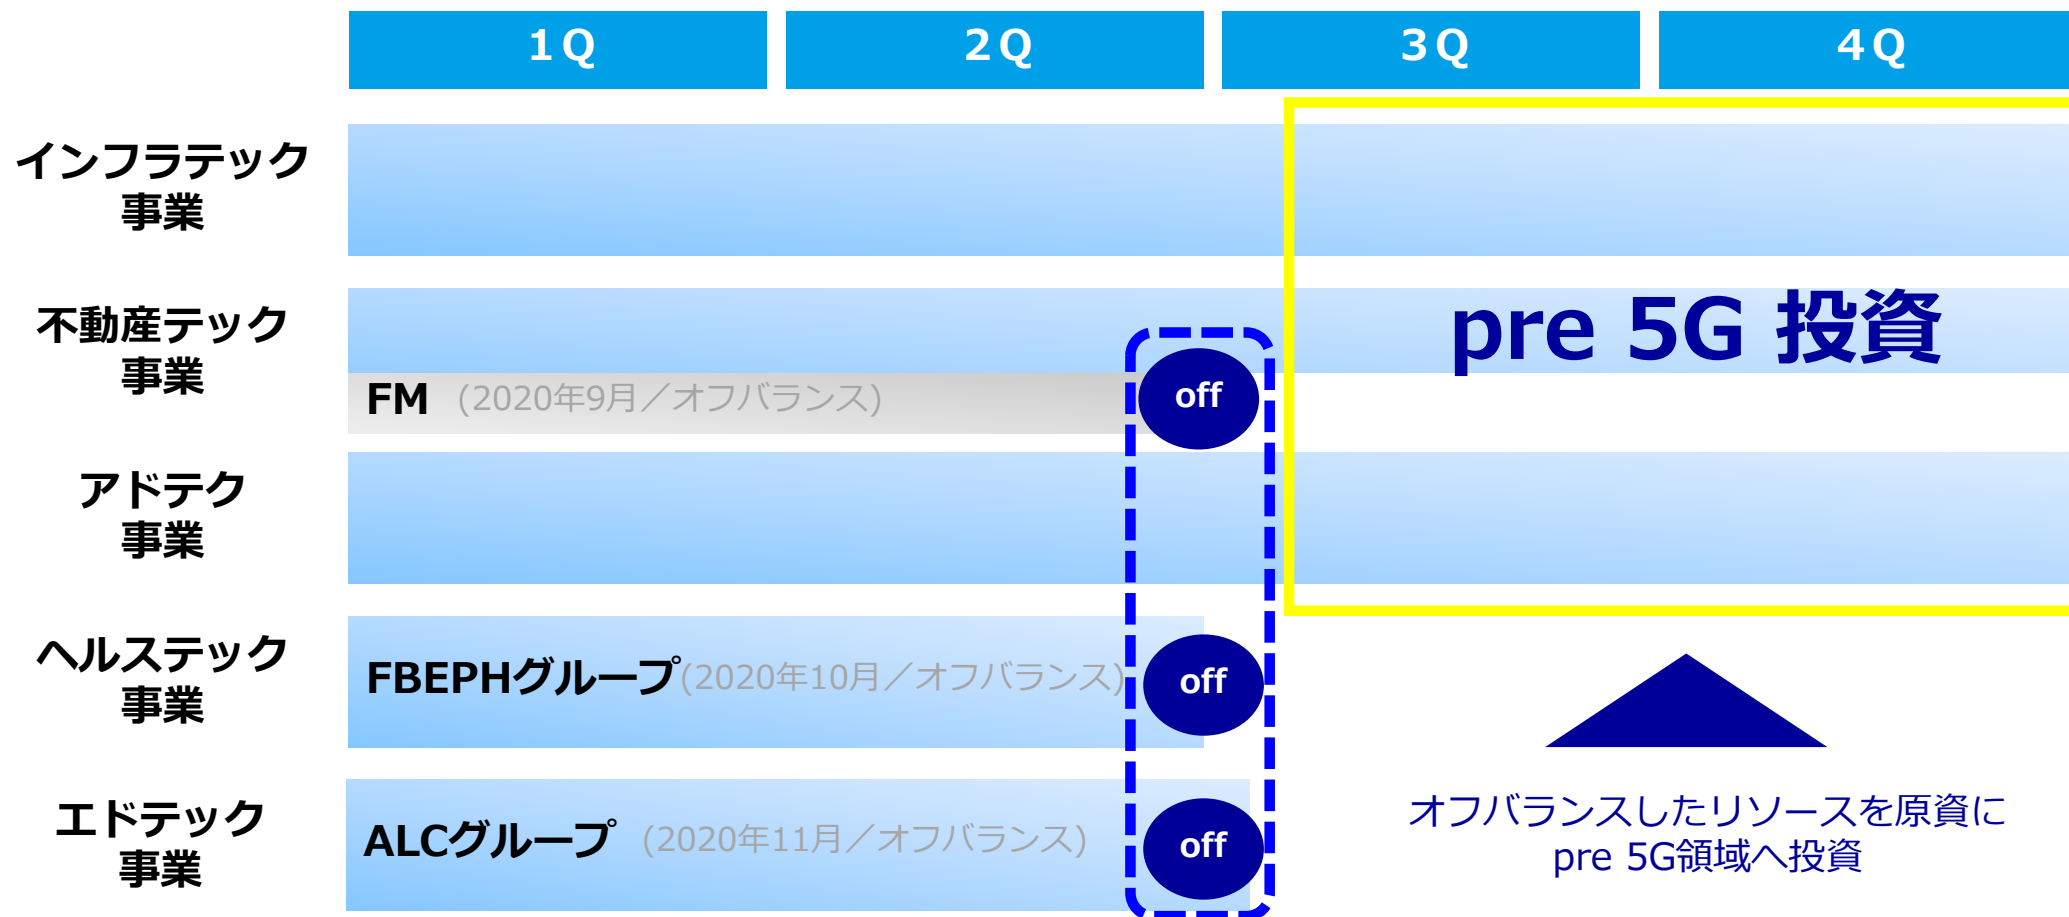 1Q
2Q
3Q
4Q
インフラテック
事業
不動産テック
事業
pre 5G 投資
FM (2020年9月／オフバランス)
off
アドテク
事業
ヘルステック
事業
FBEPHグループ(2020年10月／オフバランス)
off
エドテック
事業
ALCグループ (2020年11月／オフバランス)
off
オフバランスしたリソースを原資に
pre 5G領域へ投資